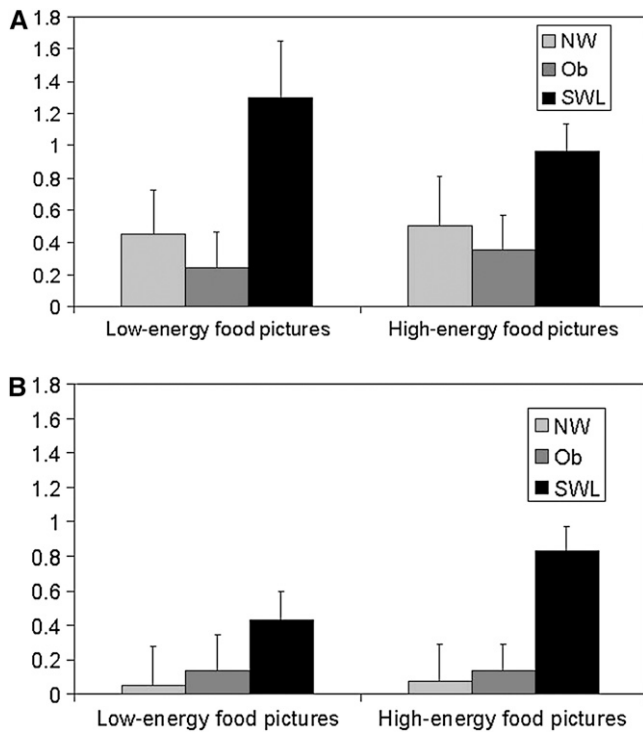 A
1.8
1.6
1.4
1.2
1
0.8
0.6
0.4
0.2
0
NW
Ob
SWL
Low-energy food pictures
High-energy food pictures
B
1.8
1.6
1.4
1.2
1
0.8
0.6
0.4
0.2
0
NW
Ob
SWL
Low-energy food pictures
High-energy food pictures